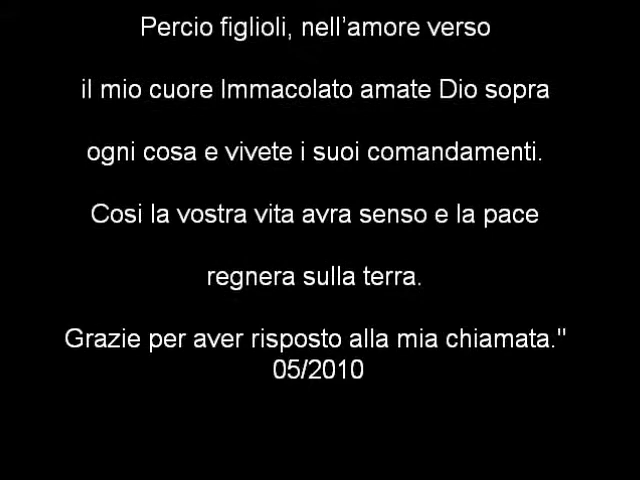 Percio figlioli, nell’amore verso
il mio cuore Immacolato amate Dio sopra
ogni cosa e vivete i suoi comandamenti.
Cosi la vostra vita avra senso e la pace
regnera sulla terra.
Grazie per aver risposto alla mia chiamata."
05/2010